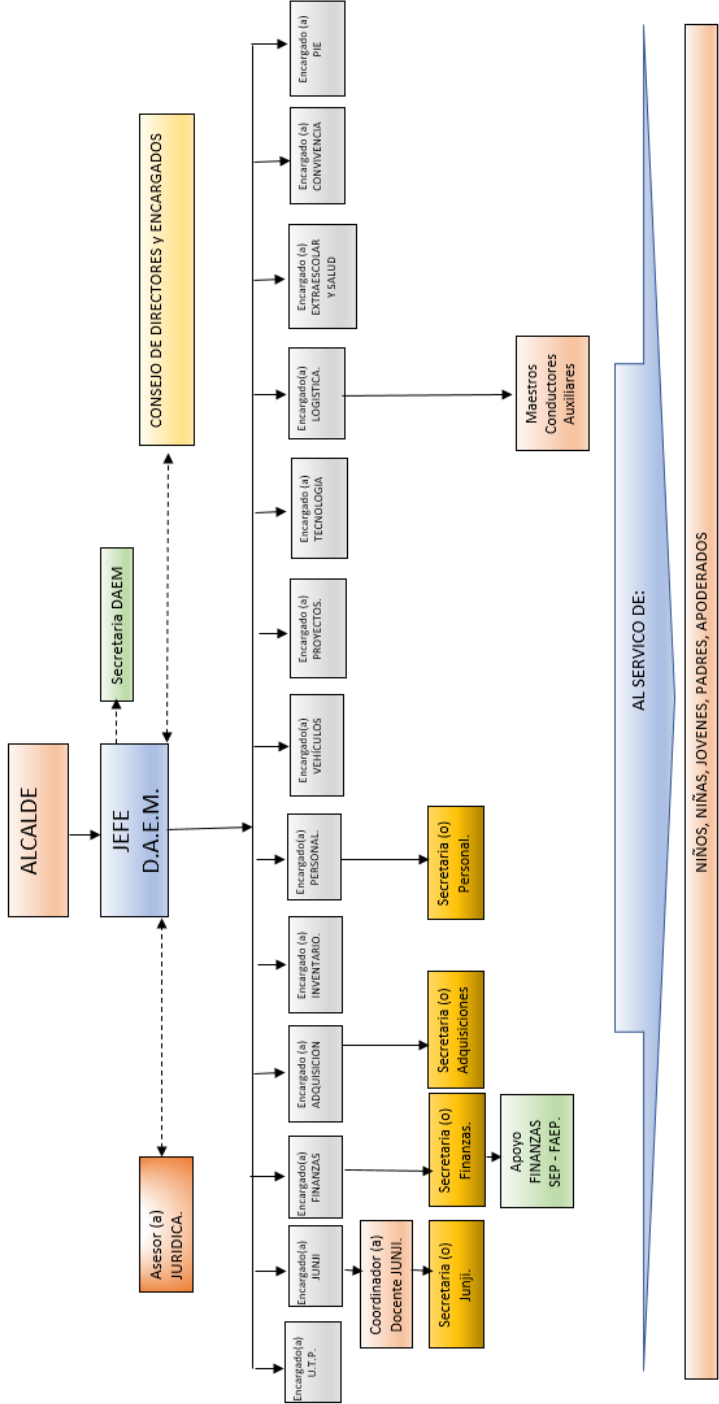 ALCALDE
JEFE
D.A.E.M.
Secretaria DAEM
Asesor (a)
JURIDICA.
CONSEJO DE DIRECTORES y ENCARGADOS
Encargado(a)
U.T.P.
Encargado(a)
JUNJI
Encargado(a)
FINANZAS
Encargado (a)
ADQUISICION
Encargado (a)
INVENTARIO.
Encargado(a)
PERSONAL.
Encargado(a)
VEHÍCULOS
Encargado (a)
PROYECTOS.
Encargado (a)
TECNOLOGIA
Encargado(a)
LOGISTICA.
Encargado (a)
EXTRAESCOLAR
Y SALUD
Encargado (a)
CONVIVENCIA
Encargado (a)
PIE
Coordinador (a)
Docente JUNJI.
Secretaria (o)
Junji.
Secretaria (o)
Finanzas.
Secretaria (o)
Adquisiciones
Secretaria (o)
Personal.
Apoyo
FINANZAS
SEP - FAEP.
Maestros
Conductores
Auxiliares
AL SERVICO DE:
NIÑOS, NIÑAS, JOVENES, PADRES, APODERADOS